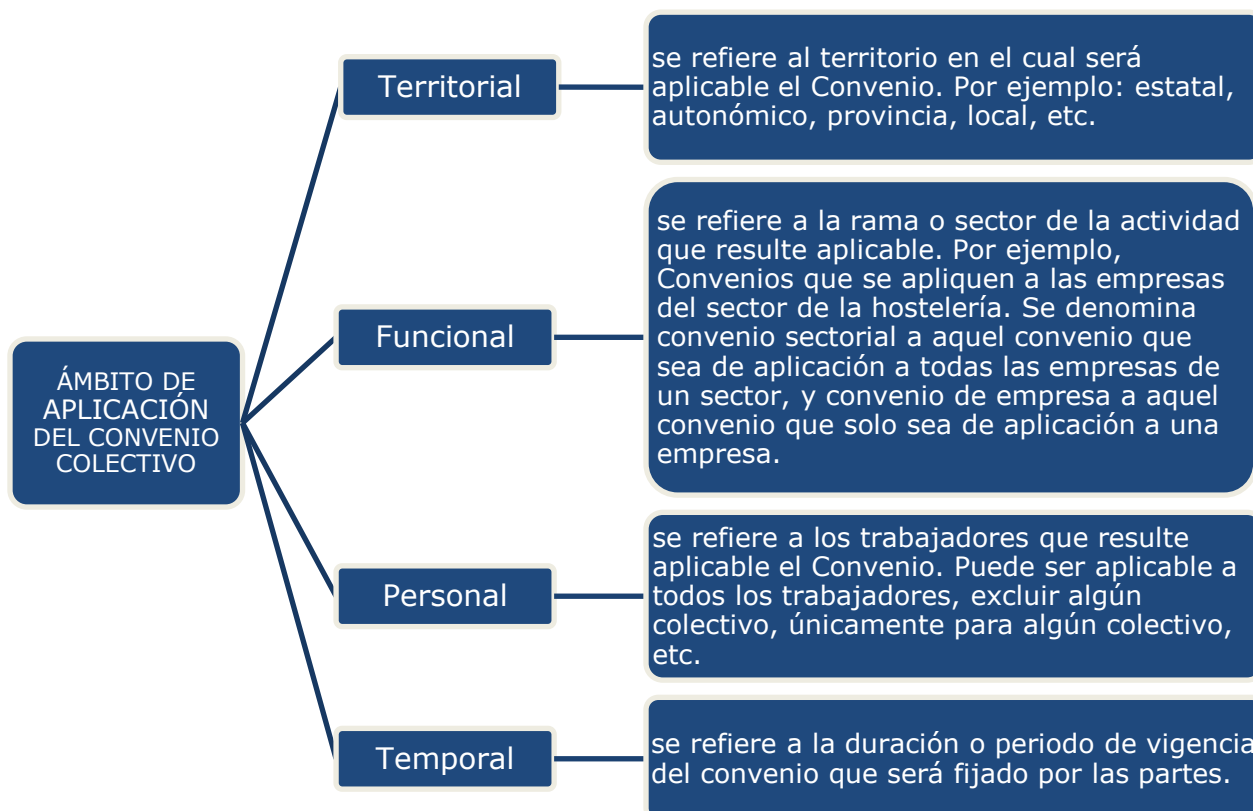 ÁMBITO DE
APLICACIÓN
DEL CONVENIO
COLECTIVO
Territorial
se refiere al territorio en el cual será
aplicable el Convenio. Por ejemplo: estatal,
autonómico, provincia, local, etc.
Funcional
se refiere a la rama o sector de la actividad
que resulte aplicable. Por ejemplo,
Convenios que se apliquen a las empresas
del sector de la hostelería. Se denomina
convenio sectorial a aquel convenio que
sea de aplicación a todas las empresas de
un sector, y convenio de empresa a aquel
convenio que solo sea de aplicación a una
empresa.
Personal
se refiere a los trabajadores que resulte
aplicable el Convenio. Puede ser aplicable a
todos los trabajadores, excluir algún
colectivo, únicamente para algún colectivo,
etc.
Temporal
se refiere a la duración o periodo de vigencia
del convenio que será fijado por las partes.